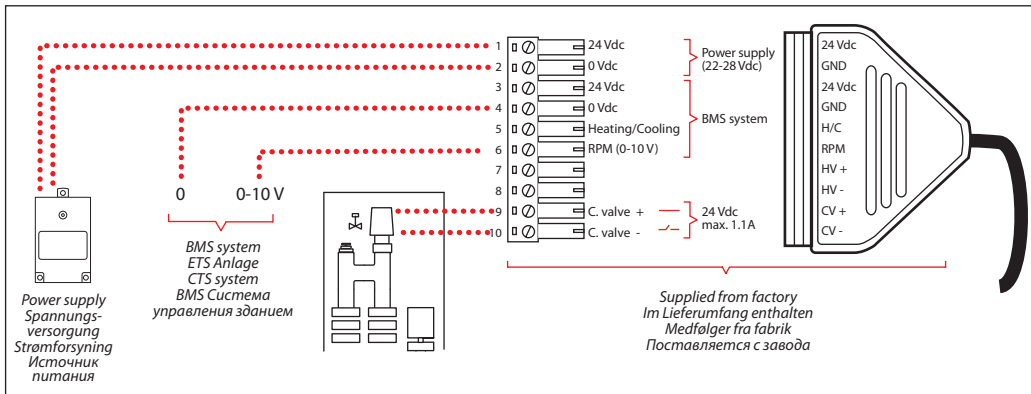 1 24 Vdc
2 0 Vdc
3 24 Vdc
4 0 Vdc
5 Heating/Cooling
6 RPM (0-10 V)
7
8
9 C. valve +
10 C. valve -
Power supply
(22-28 Vdc)
BMS system
24 Vdc
max. 1.1A
24 Vdc
GND
24 Vdc
GND
H/C
RPM
HV +
HV -
CV +
CV -
0 0-10 V
BMS system
ETS Anlage
CTS system
BMS Система
управления зданием
Power supply
Spannungs-
versorgung
Strømforsyning
Источник
питания
Supplied from factory
Im Lieferumfang enthalten
Medfølger fra fabrik
Поставляется с завода